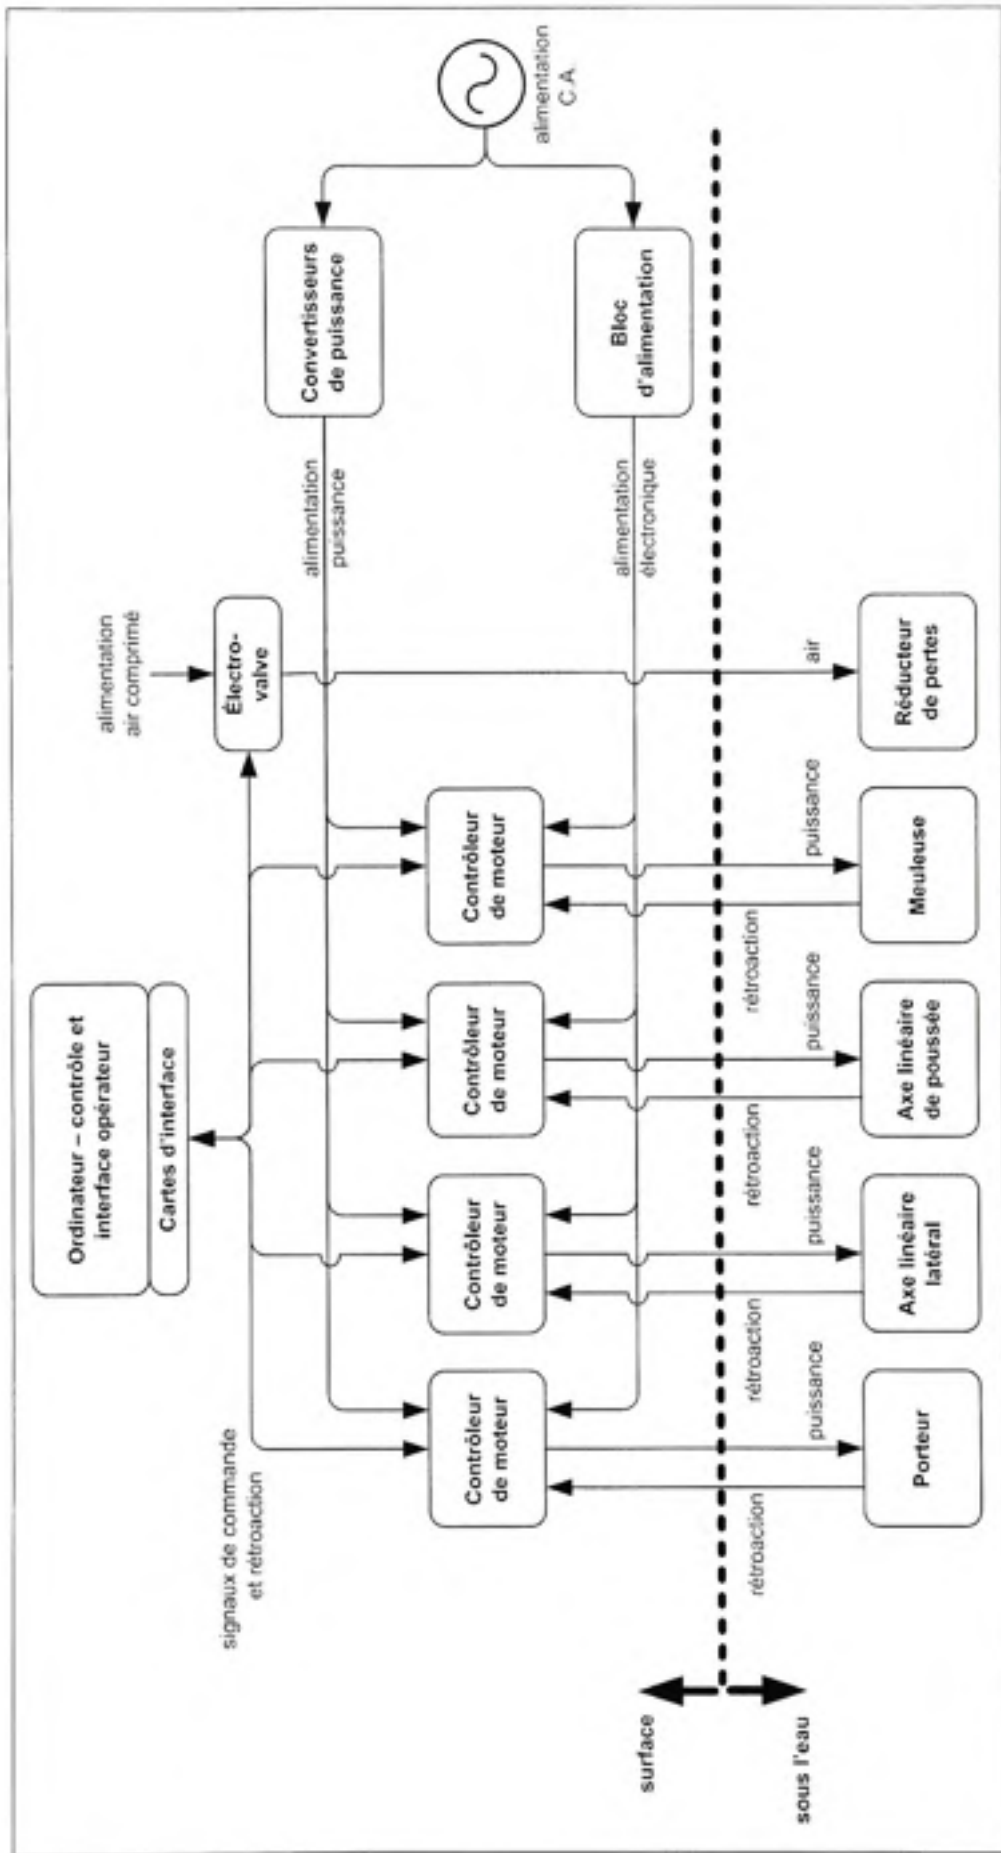 Ordinateur – contrôle et
interface opérateur
Cartes d'interface
signaux de commande
et rétroaction
alimentation
air comprimé
Électro-
valve
alimentation
puissance
Convertisseurs
de puissance
alimentation
C.A.
alimentation
électronique
Bloc
d'alimentation
Contrôleur
de moteur
Contrôleur
de moteur
Contrôleur
de moteur
Contrôleur
de moteur
surface
sous l'eau
rétroaction
puissance
rétroaction
puissance
rétroaction
puissance
rétroaction
puissance
air
Porteur
Axe linéaire
latéral
Axe linéaire
de poussée
Meuleuse
Réducteur
de pertes